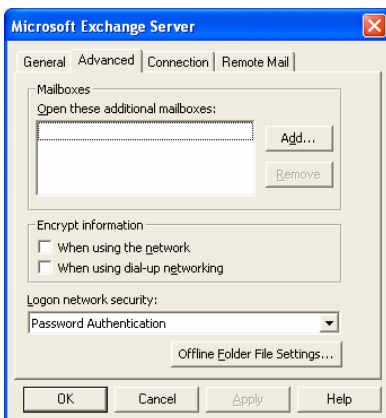 Microsoft Exchange Server
General Advanced Connection Remote Mail
Mailboxes
Open these additional mailboxes:
Add...
Remove
Encrypt information
When using the network
When using dial-up networking
Logon network security:
Password Authentication
Offline Folder File Settings...
OK Cancel Apply Help